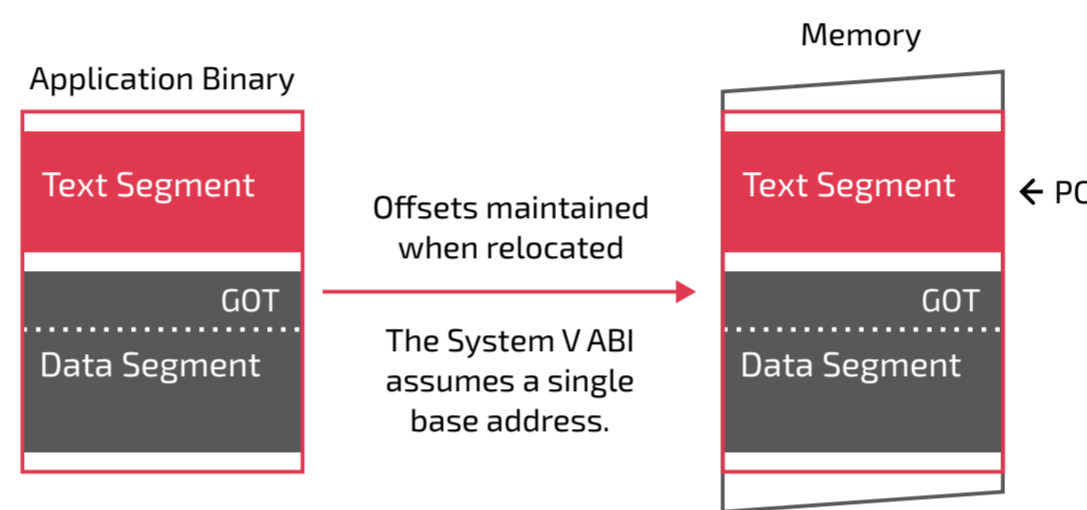 Memory
Application Binary
Text Segment
Offsets maintained
when relocated
Text Segment
← PC
GOT
The System V ABI
assumes a single
base address.
GOT
Data Segment
Data Segment